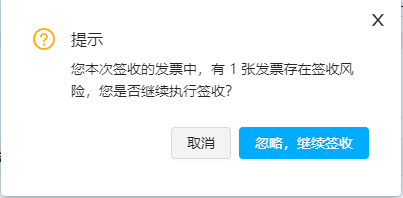 X
提示
您本次签收的发票中，有 1 张发票存在签收风
险，您是否继续执行签收？
取消
忽略，继续签收